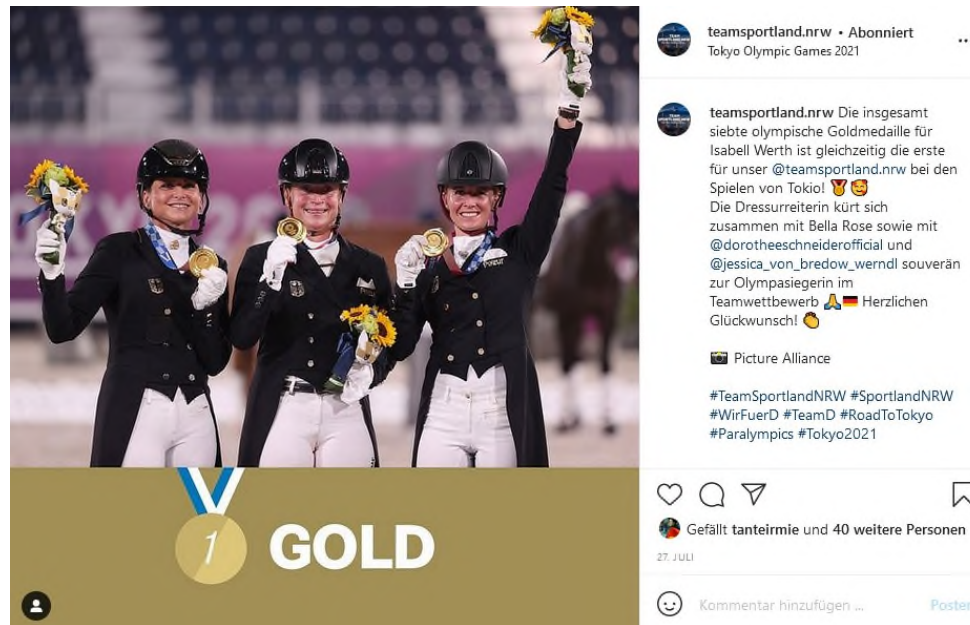 teamsportland.nrw • Abonniert
Tokyo Olympic Games 2021
teamsportland.nrw Die insgesamt
siebte olympische Goldmedaille für
Isabell Werth ist gleichzeitig die erste
für unser @teamsportland.nrw bei den
Spielen von Tokio! 🏅🥰
Die Dressurreiterin kürt sich
zusammen mit Bella Rose sowie mit
@dorotheeschneiderofficial und
@jessica_von_bredow_werndl souverän
zur Olympasiegerin im
Teamwettbewerb 🙏🇩🇪 Herzlichen
Glückwunsch! 👏
📸 Picture Alliance
#TeamSportlandNRW #SportlandNRW
#WirFuerD #TeamD #RoadToTokyo
#Paralympics #Tokyo2021
Gefällt tanteirmie und 40 weitere Personen
27. JULI
Kommentar hinzufügen ...
Posten
1
GOLD